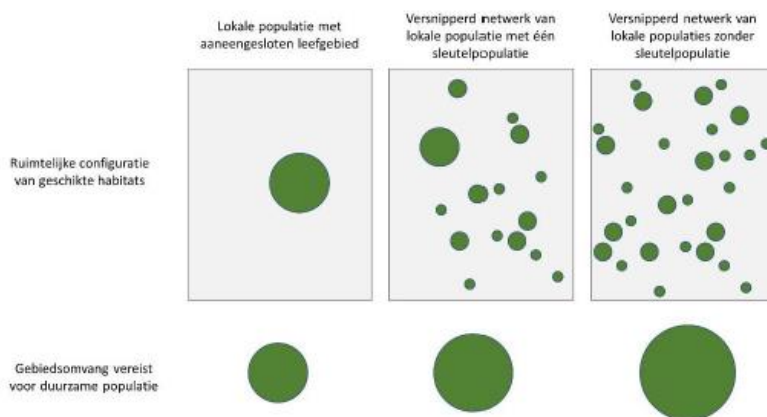 Lokale populatie met
aaneengesloten leefgebied
Versnipperd netwerk van
lokale populatie met één
sleutelpopulatie
Versnipperd netwerk van
lokale populaties zonder
sleutelpopulatie
Ruimtelijke configuratie
van geschikte habitats
Gebiedsomvang vereist
voor duurzame populatie